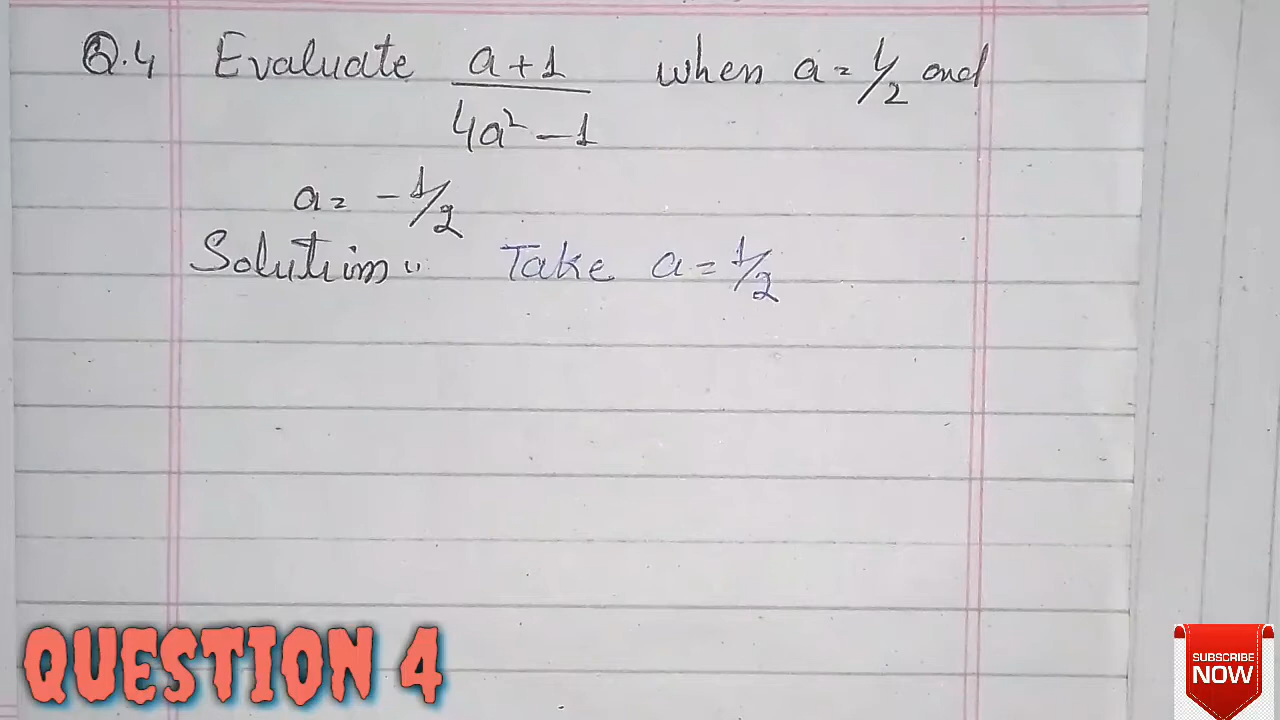 Q.4 Evaluate a+1 / 4a² - 1 when a = 1/2 and
a = - 1/2
Solution :. Take a = 1/2
QUESTION 4
SUBSCRIBE
NOW